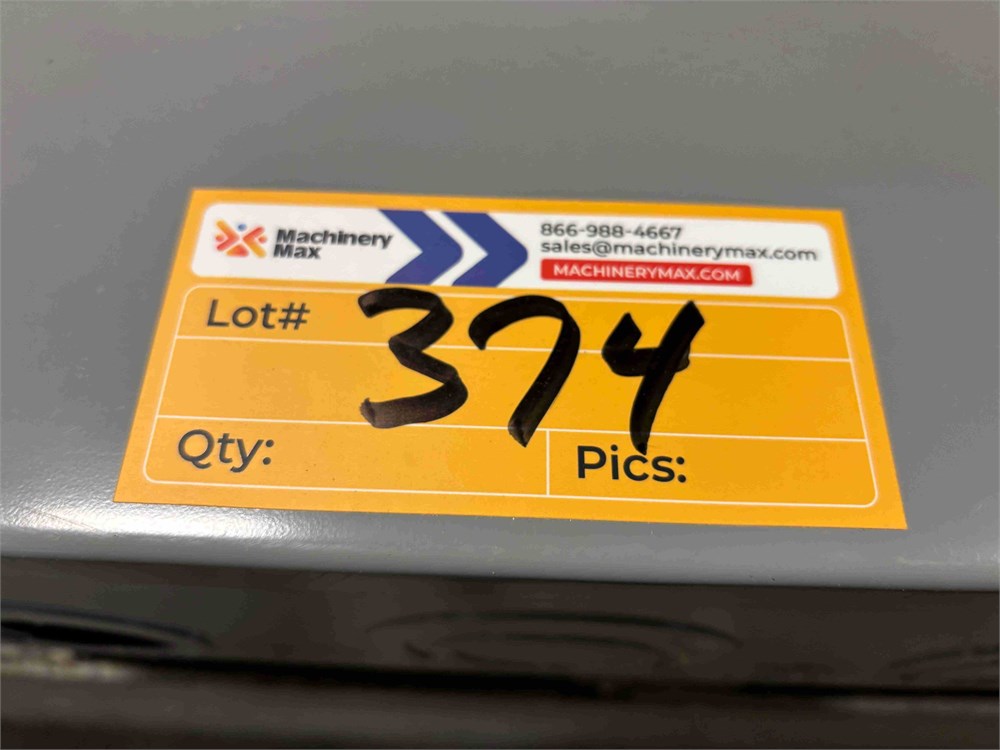 Machinery
Max
866-988-4667
sales@machinerymax.com
MACHINERYMAX.COM
Lot# 374
Qty:
Pics: